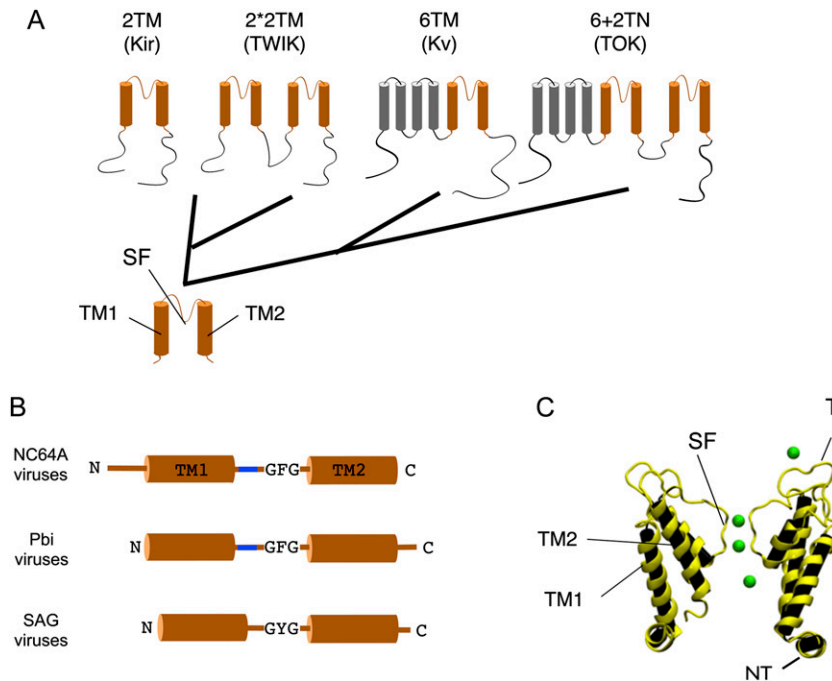 A
2TM
(Kir)
2*2TM
(TWIK)
6TM
(Kv)
6+2TN
(TOK)
SF
TM1
TM2
B
NC64A
viruses
N
TM1
GFG
TM2
C
Pbi
viruses
N
GFG
C
SAG
viruses
N
GYG
C
C
T
SF
TM2
TM1
NT